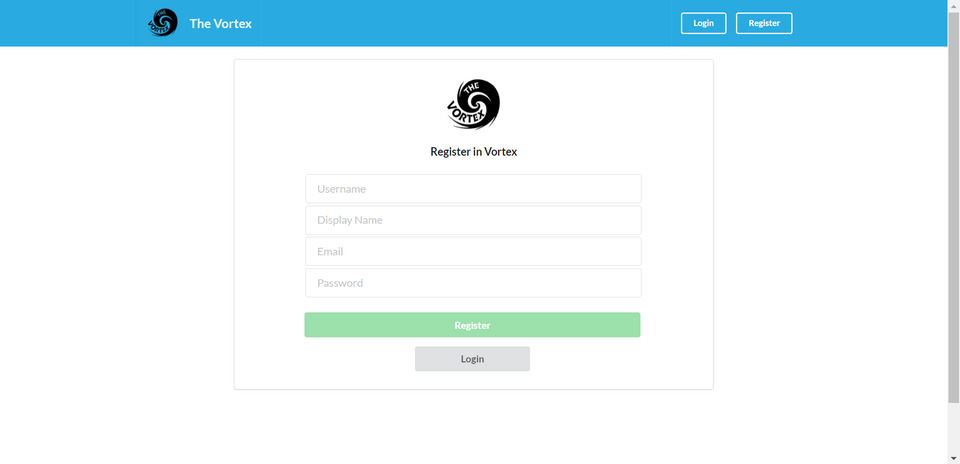 THE VORTEX The Vortex Login Register
THE VORTEX
Register in Vortex
Username
Display Name
Email
Password
Register
Login